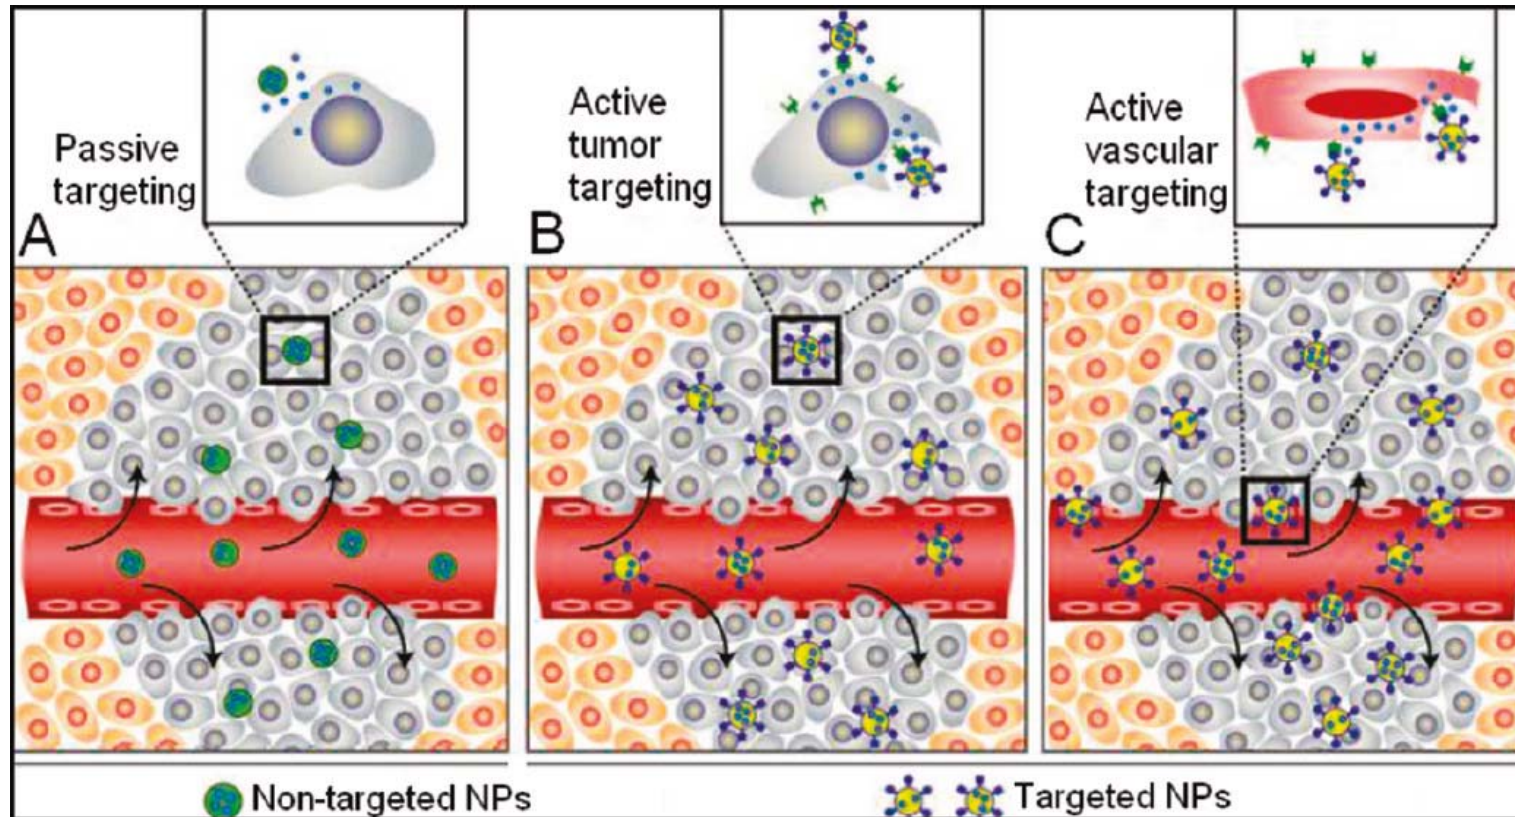 Passive
targeting
A
Active
tumor
targeting
B
Active
vascular
targeting
C
Non-targeted NPs
Targeted NPs